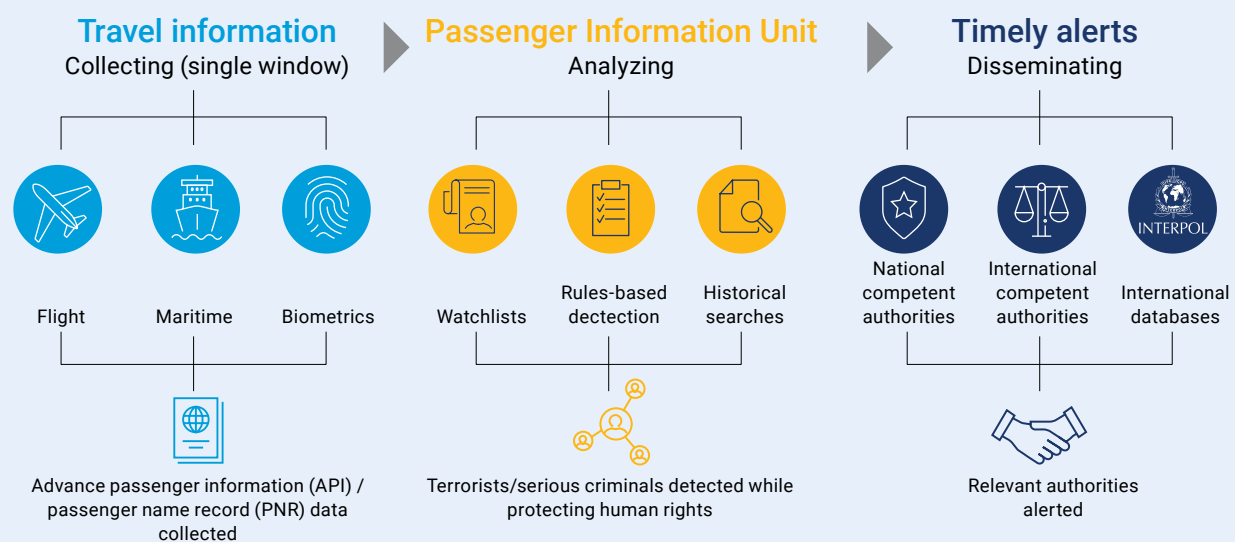 Travel information
Collecting (single window)
Flight
Maritime
Biometrics
Advance passenger information (API) /
passenger name record (PNR) data
collected
Passenger Information Unit
Analyzing
Watchlists
Rules-based
dectection
Historical
searches
Terrorists/serious criminals detected while
protecting human rights
Timely alerts
Disseminating
National
competent
authorities
International
competent
authorities
INTERPOL
International
databases
Relevant authorities
alerted